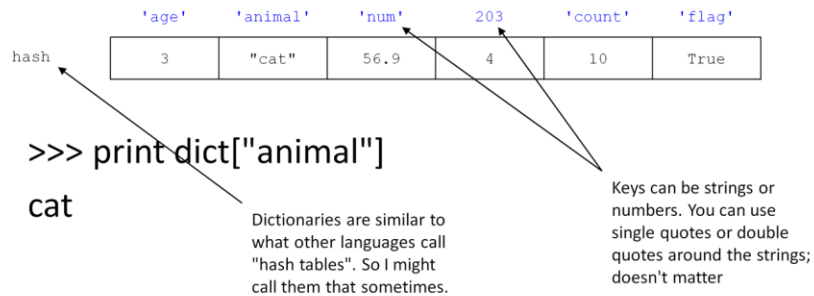 'age' 'animal' 'num' 203 'count' 'flag'
hash 3 "cat" 56.9 4 10 True
>>> print dict["animal"]
cat
Dictionaries are similar to
what other languages call
"hash tables". So I might
call them that sometimes.
Keys can be strings or
numbers. You can use
single quotes or double
quotes around the strings;
doesn't matter